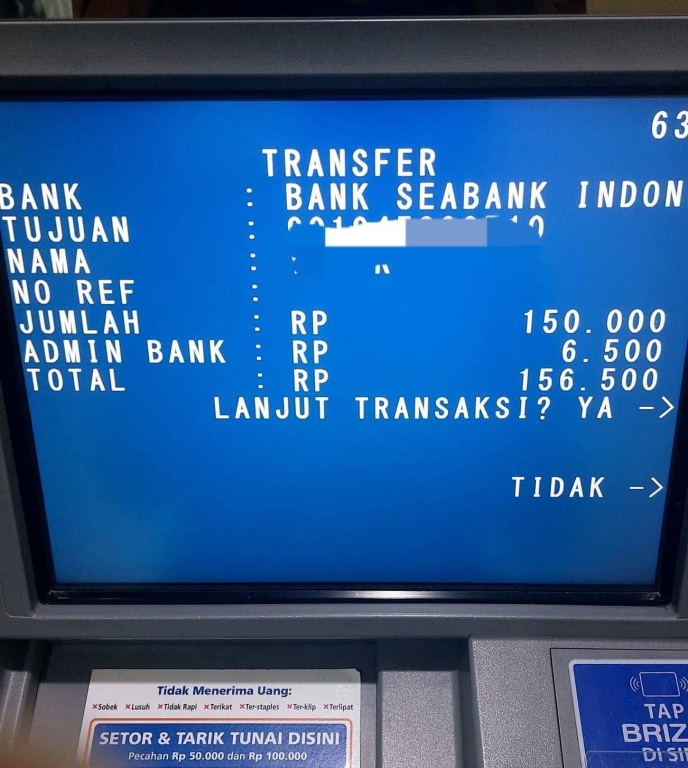 63
TRANSFER
BANK : BANK SEABANK INDON
TUJUAN :
NAMA :
NO REF :
JUMLAH : RP 150.000
ADMIN BANK : RP 6.500
TOTAL : RP 156.500
LANJUT TRANSAKSI? YA ->
TIDAK ->
Tidak Menerima Uang:
×Sobek ×Lusuh ×Tidak Rapi ×Terikat ×Ter-staples ×Ter-klip ×Terlipat
SETOR & TARIK TUNAI DISINI
Pecahan Rp 50.000 dan Rp 100.000
TAP
BRIZ
DI SI